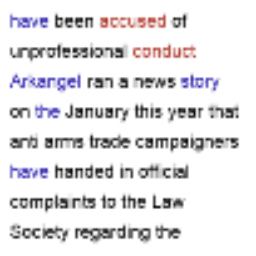 have been accused of
unprofessional conduct
Arkangel ran a news story
on the January this year that
anti arms trade campaigners
have handed in official
complaints to the Law
Society regarding the